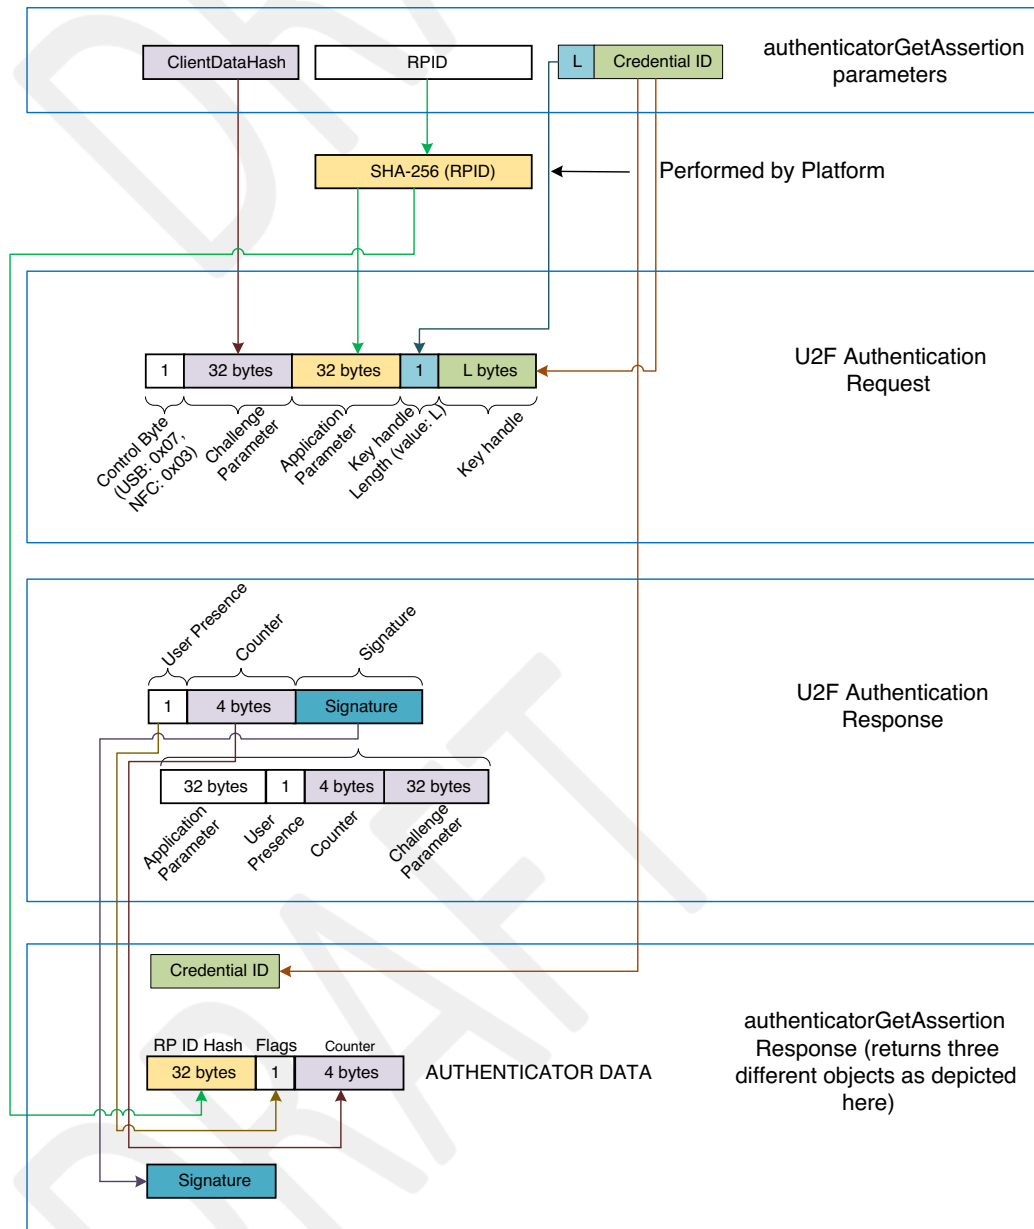 authenticatorGetAssertion
parameters
ClientDataHash
RPID
L
Credential ID
SHA-256 (RPID)
Performed by Platform
U2F Authentication
Request
1
32 bytes
32 bytes
1
L bytes
Control Byte
(USB: 0x07,
NFC: 0x03)
Challenge
Parameter
Application
Parameter
Key handle
Length (value: L)
Key handle
User Presence
Counter
Signature
1
4 bytes
Signature
U2F Authentication
Response
32 bytes
1
4 bytes
32 bytes
Application
Parameter
User
Presence
Counter
Challenge
Parameter
Credential ID
authenticatorGetAssertion
Response (returns three
different objects as depicted
here)
RP ID Hash
Flags
Counter
32 bytes
1
4 bytes
AUTHENTICATOR DATA
Signature
DRAFT